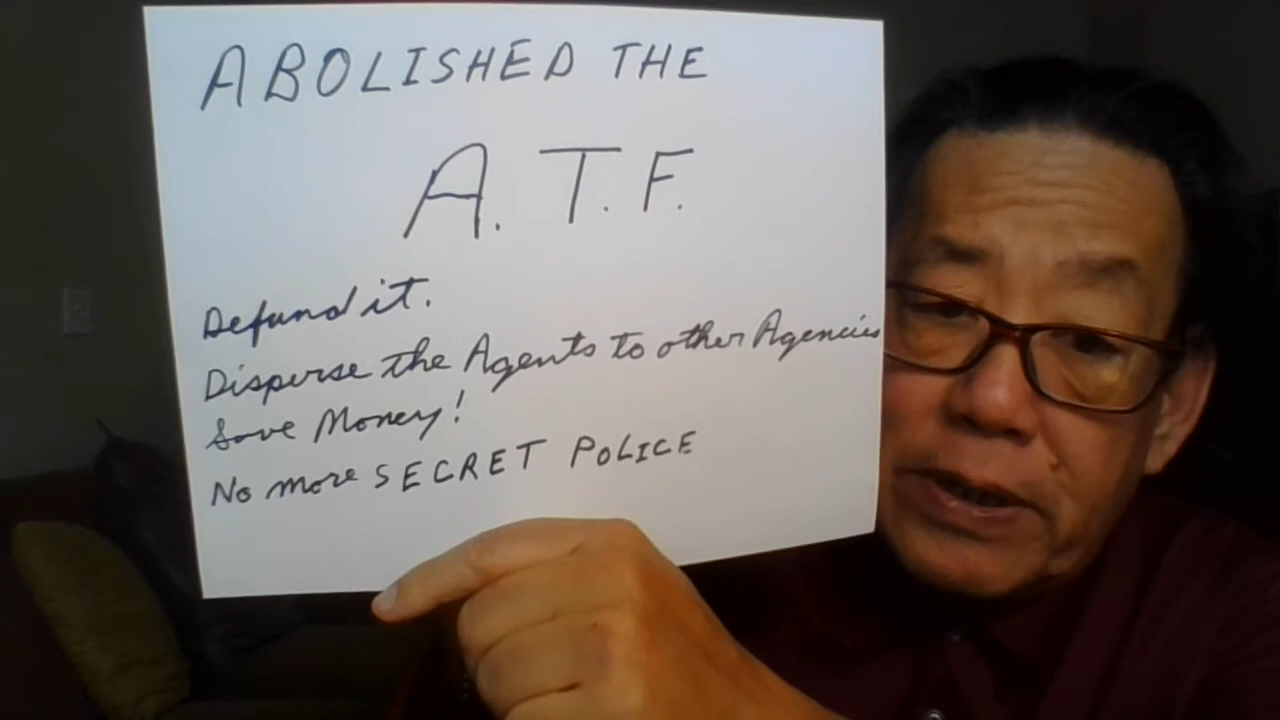 ABOLISHED THE
A.T.F.
Defund it.
Disperse the Agents to other Agencies
Save Money!
No more SECRET POLICE